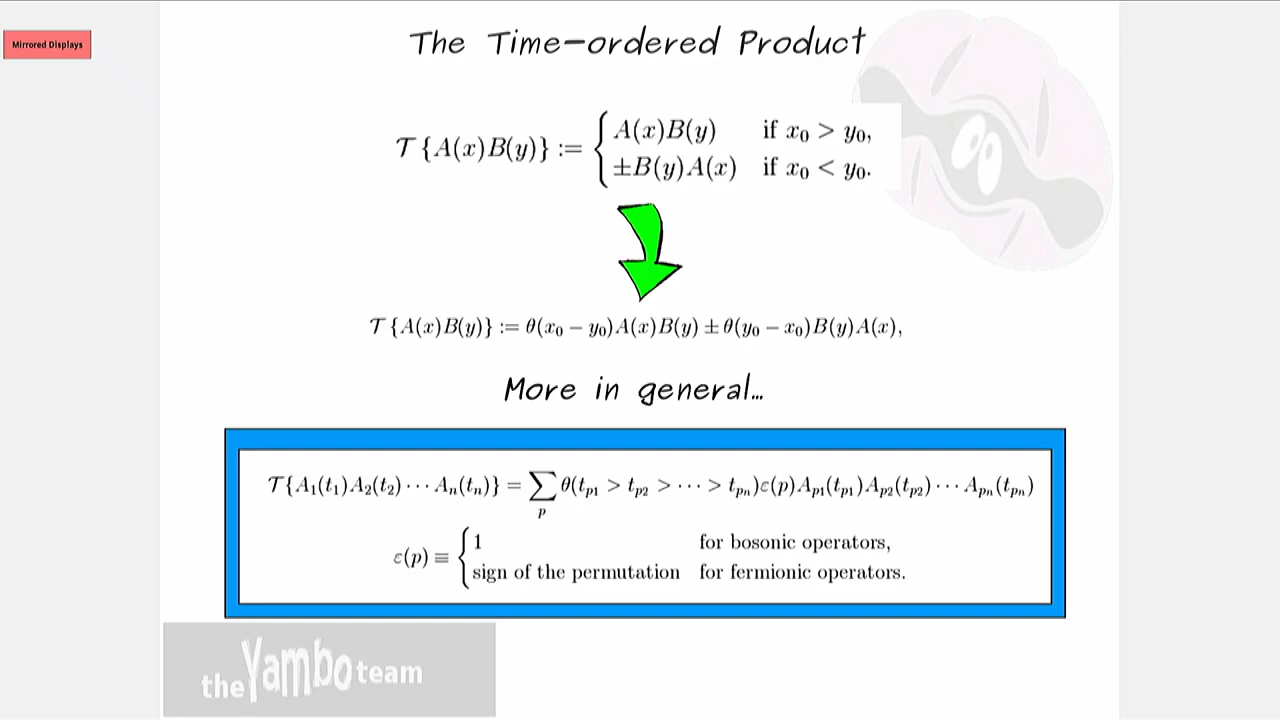 Mirrored Displays
The Time-ordered Product
𝒯{A(x)B(y)} := { A(x)B(y) if x₀ > y₀,
±B(y)A(x) if x₀ < y₀.
𝒯{A(x)B(y)} := θ(x₀ − y₀)A(x)B(y) ± θ(y₀ − x₀)B(y)A(x),
More in general...
𝒯{A₁(t₁)A₂(t₂)⋯Aₙ(tₙ)} = ∑ₚ θ(t_{p1} > t_{p2} > ⋯ > t_{pn})ε(p)A_{p1}(t_{p1})A_{p2}(t_{p2})⋯A_{pn}(t_{pn})
ε(p) ≡ { 1 for bosonic operators,
sign of the permutation for fermionic operators.
the Yambo team